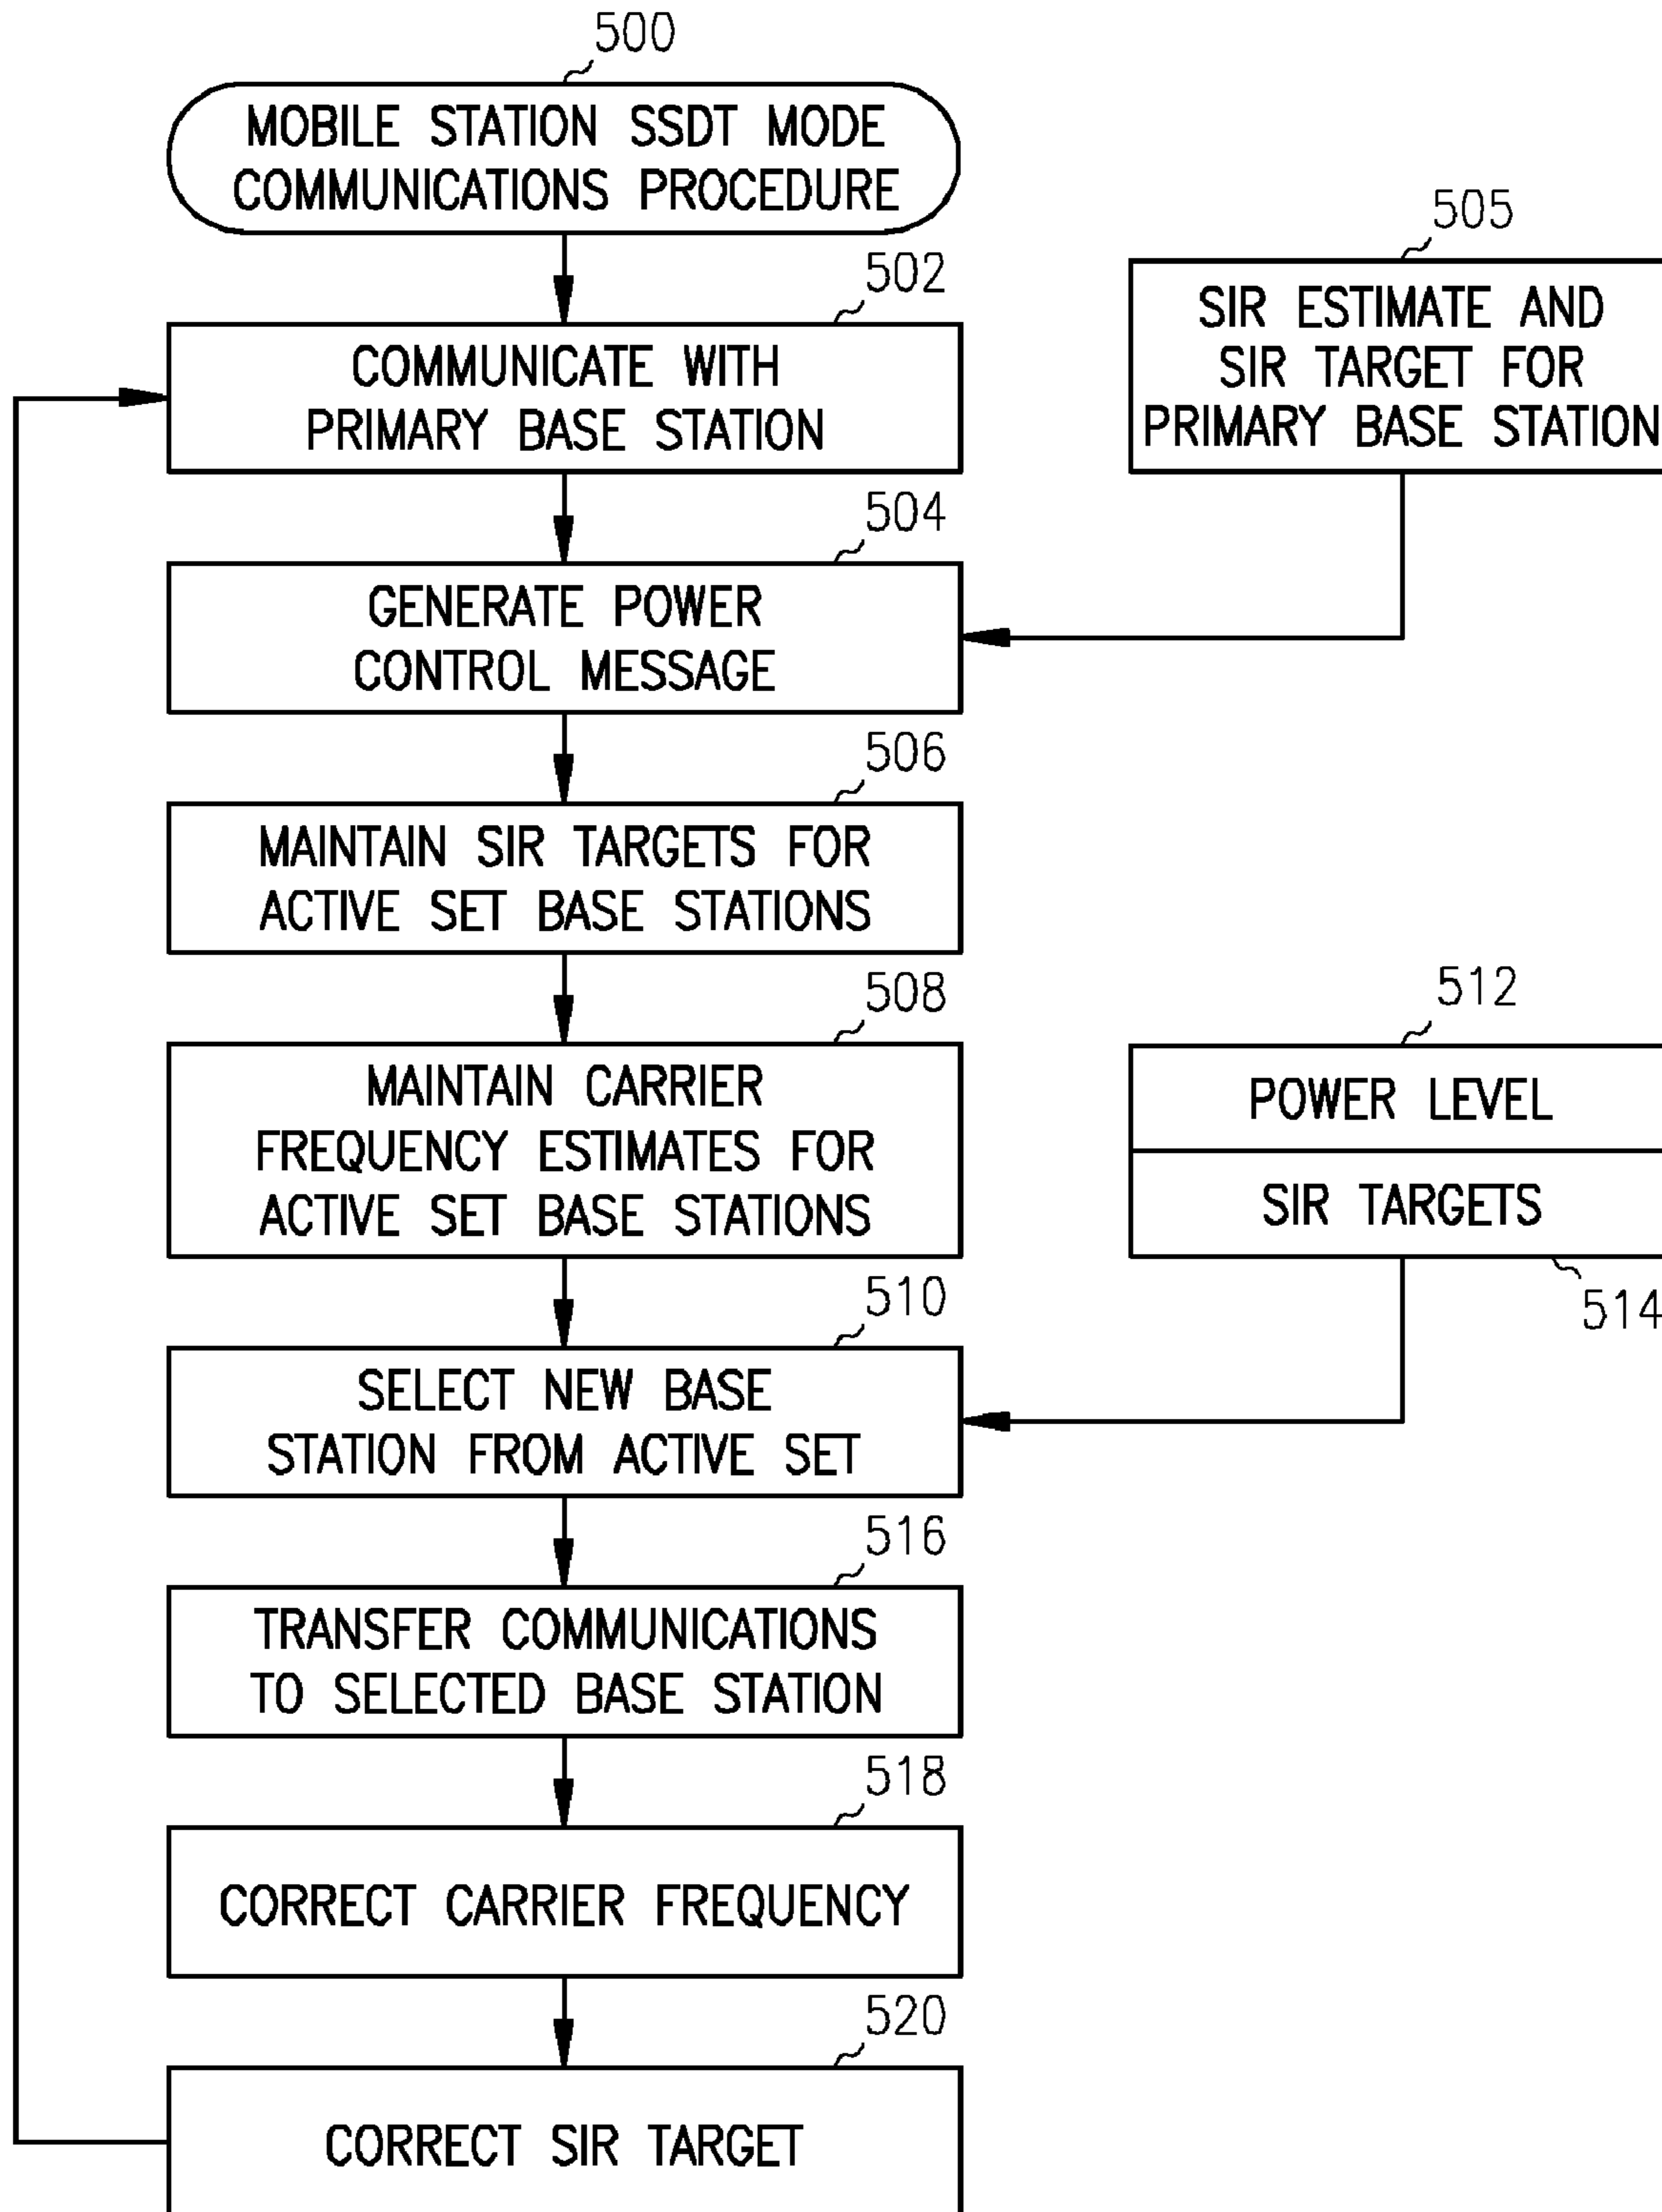 500
MOBILE STATION SSDT MODE
COMMUNICATIONS PROCEDURE
502
COMMUNICATE WITH
PRIMARY BASE STATION
504
GENERATE POWER
CONTROL MESSAGE
505
SIR ESTIMATE AND
SIR TARGET FOR
PRIMARY BASE STATION
506
MAINTAIN SIR TARGETS FOR
ACTIVE SET BASE STATIONS
508
MAINTAIN CARRIER
FREQUENCY ESTIMATES FOR
ACTIVE SET BASE STATIONS
510
SELECT NEW BASE
STATION FROM ACTIVE SET
512
POWER LEVEL
SIR TARGETS
514
516
TRANSFER COMMUNICATIONS
TO SELECTED BASE STATION
518
CORRECT CARRIER FREQUENCY
520
CORRECT SIR TARGET